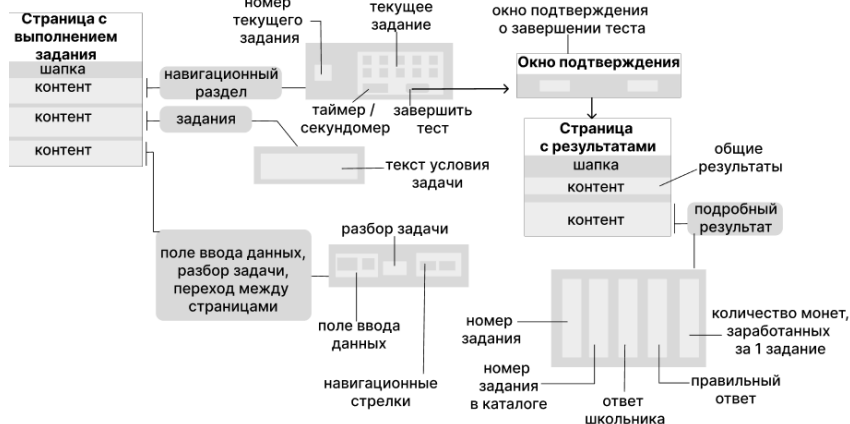 Страница с
выполнением
задания
шапка
контент
контент
контент
номер
текущего
задания
текущее
задание
навигационный
раздел
таймер /
секундомер
завершить
тест
задания
текст условия
задачи
поле ввода данных,
разбор задачи,
переход между
страницами
разбор задачи
поле ввода
данных
навигационные
стрелки
окно подтверждения
о завершении теста
Окно подтверждения
Страница
с результатами
шапка
контент
контент
общие
результаты
подробный
результат
номер
задания
номер
задания
в каталоге
ответ
школьника
правильный
ответ
количество монет,
заработанных
за 1 задание